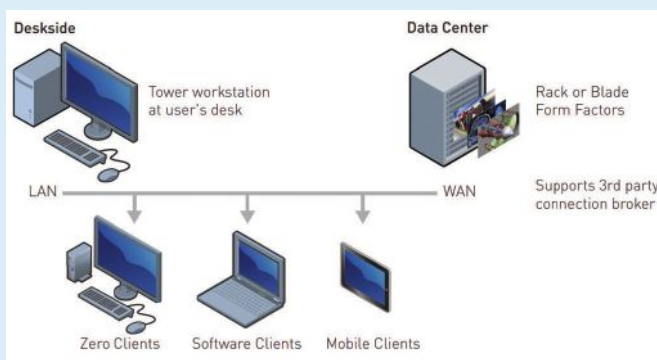 Deskside
Data Center
Tower workstation
at user's desk
Rack or Blade
Form Factors
LAN
WAN
Supports 3rd party
connection broker
Zero Clients
Software Clients
Mobile Clients